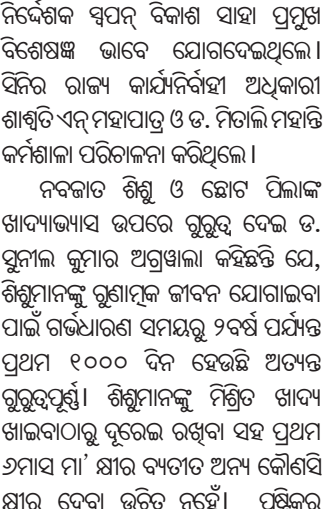 ନିର୍ଦ୍ଦେଶକ ସ୍ୱପନ୍ ବିକାଶ ସାହା ପ୍ରମୁଖ
ବିଶେଷଜ୍ଞ ଭାବେ ଯୋଗଦେଇଥିଲେ।
ସିନିର ରାଜ୍ୟ କାର୍ଯ୍ୟନିର୍ବାହୀ ଅଧିକାରୀ
ଶାଶ୍ୱତି ଏନ୍ ମହାପାତ୍ର ଓ ଡ. ମିତାଲି ମହାନ୍ତି
କର୍ମଶାଳା ପରିଚାଳନା କରିଥିଲେ।
ନବଜାତ ଶିଶୁ ଓ ଛୋଟ ପିଲାଙ୍କ
ଖାଦ୍ୟାଭ୍ୟାସ ଉପରେ ଗୁରୁତ୍ୱ ଦେଇ ଡ.
ସୁନୀଲ କୁମାର ଅଗ୍ରୱାଲା କହିଛନ୍ତି ଯେ,
ଶିଶୁମାନଙ୍କୁ ଗୁଣାତ୍ମକ ଜୀବନ ଯୋଗାଇବା
ପାଇଁ ଗର୍ଭଧାରଣ ସମୟରୁ ୨ବର୍ଷ ପର୍ଯ୍ୟନ୍ତ
ପ୍ରଥମ ୧୦୦୦ ଦିନ ହେଉଛି ଅତ୍ୟନ୍ତ
ଗୁରୁତ୍ୱପୂର୍ଣ୍ଣ। ଶିଶୁମାନଙ୍କୁ ମିଶ୍ରିତ ଖାଦ୍ୟ
ଖାଇବାଠାରୁ ଦୂରେଇ ରଖିବା ସହ ପ୍ରଥମ
୬ମାସ ମା' କ୍ଷୀର ବ୍ୟତୀତ ଅନ୍ୟ କୌଣସି
କ୍ଷୀର ଦେବା ଉଚିତ ନୁହେଁ। ପୁଷ୍ଟିକର